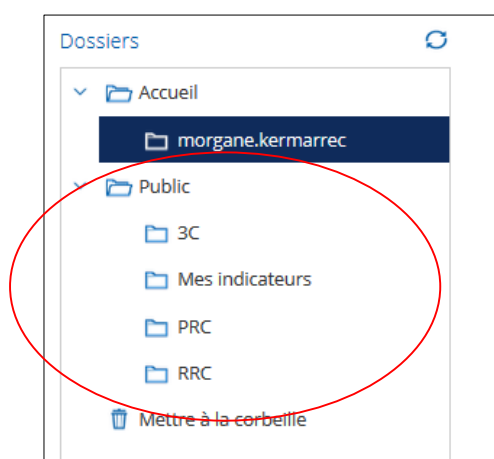 Dossiers
Accueil
morgane.kermarrec
Public
3C
Mes indicateurs
PRC
RRC
Mettre à la corbeille